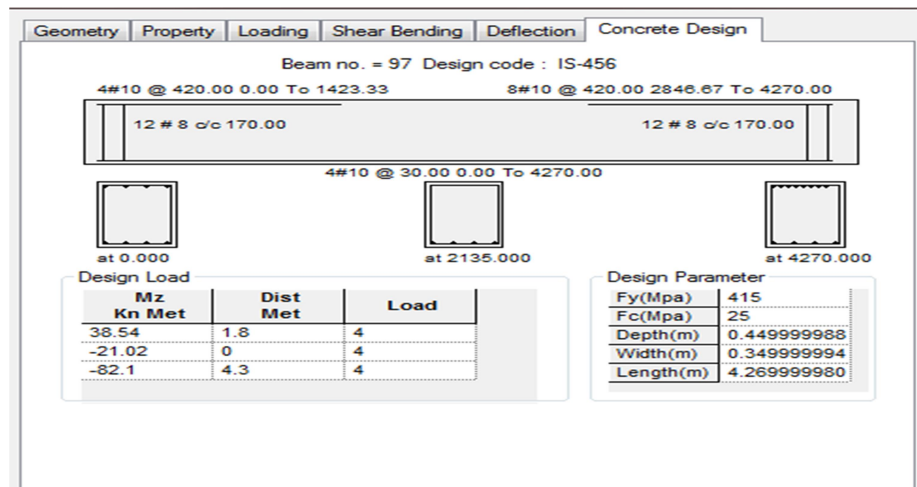 Geometry Property Loading Shear Bending Deflection Concrete Design
Beam no. = 97 Design code : IS-456
4#10 @ 420.00 0.00 To 1423.33 8#10 @ 420.00 2846.67 To 4270.00
12 # 8 c/c 170.00 12 # 8 c/c 170.00
4#10 @ 30.00 0.00 To 4270.00
at 0.000 at 2135.000 at 4270.000
Design Load
Mz Kn Met Dist Met Load
38.54 1.8 4
-21.02 0 4
-82.1 4.3 4
Design Parameter
Fy(Mpa) 415
Fc(Mpa) 25
Depth(m) 0.449999988
Width(m) 0.349999994
Length(m) 4.269999980